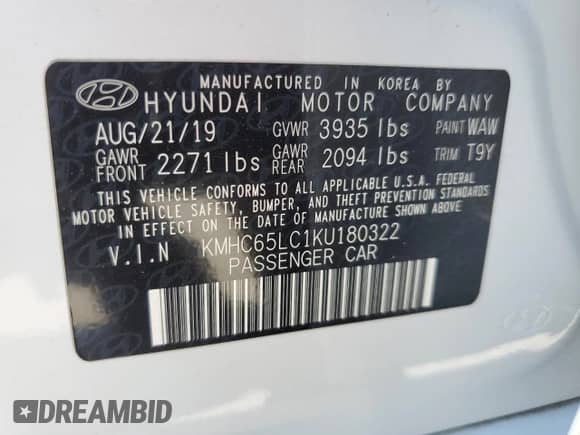 MANUFACTURED IN KOREA BY
HYUNDAI MOTOR COMPANY
AUG/21/19 GVWR 3935 lbs PAINT WAW
GAWR FRONT 2271 lbs GAWR REAR 2094 lbs TRIM T9Y
THIS VEHICLE CONFORMS TO ALL APPLICABLE U.S.A. FEDERAL
MOTOR VEHICLE SAFETY, BUMPER, AND THEFT PREVENTION STANDARDS
IN EFFECT ON THE DATE OF MANUFACTURE SHOWN ABOVE.
V.I.N KMHC65LC1KU180322
PASSENGER CAR
DREAMBID